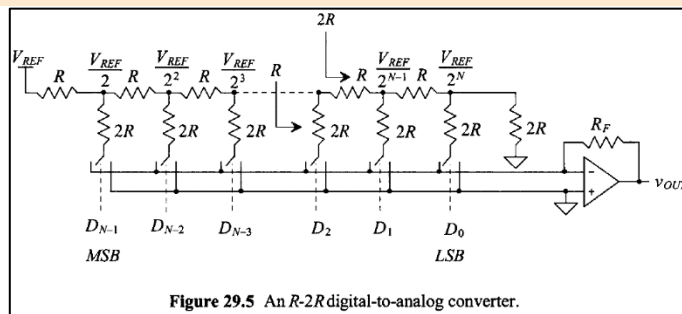 2R
V_REF V_REF/2 V_REF/2^2 V_REF/2^3 V_REF/2^{N-1} V_REF/2^N
R R R R R R
2R 2R 2R 2R 2R 2R 2R R_F
- + v_OUT
D_{N-1} D_{N-2} D_{N-3} D_2 D_1 D_0
MSB LSB
Figure 29.5 An R-2R digital-to-analog converter.